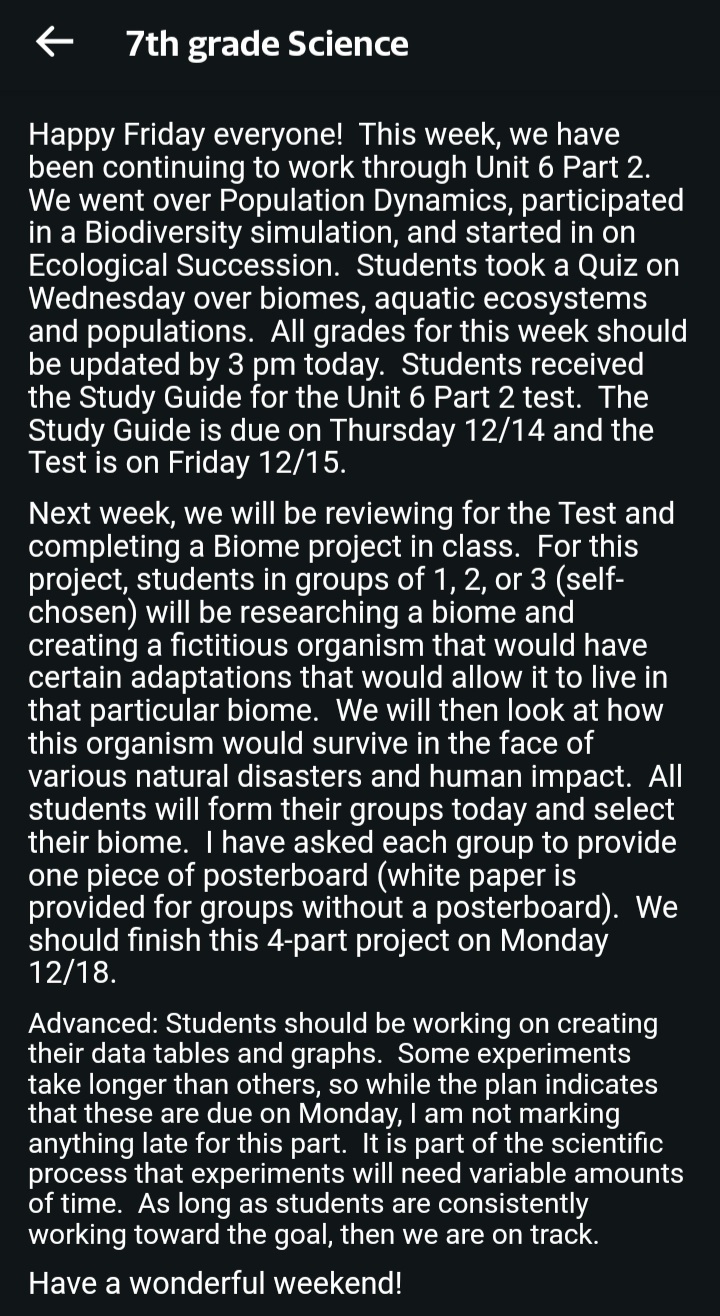 7th grade Science
Happy Friday everyone!  This week, we have
been continuing to work through Unit 6 Part 2.
We went over Population Dynamics, participated
in a Biodiversity simulation, and started in on
Ecological Succession.  Students took a Quiz on
Wednesday over biomes, aquatic ecosystems
and populations.  All grades for this week should
be updated by 3 pm today.  Students received
the Study Guide for the Unit 6 Part 2 test.  The
Study Guide is due on Thursday 12/14 and the
Test is on Friday 12/15.
Next week, we will be reviewing for the Test and
completing a Biome project in class.  For this
project, students in groups of 1, 2, or 3 (self-
chosen) will be researching a biome and
creating a fictitious organism that would have
certain adaptations that would allow it to live in
that particular biome.  We will then look at how
this organism would survive in the face of
various natural disasters and human impact.  All
students will form their groups today and select
their biome.  I have asked each group to provide
one piece of posterboard (white paper is
provided for groups without a posterboard).  We
should finish this 4-part project on Monday
12/18.
Advanced: Students should be working on creating
their data tables and graphs.  Some experiments
take longer than others, so while the plan indicates
that these are due on Monday, I am not marking
anything late for this part.  It is part of the scientific
process that experiments will need variable amounts
of time.  As long as students are consistently
working toward the goal, then we are on track.
Have a wonderful weekend!